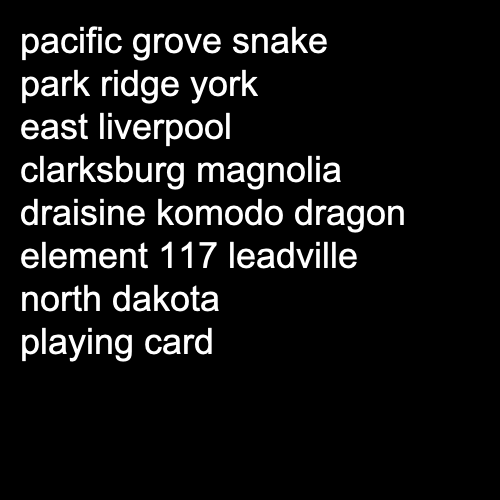 pacific grove snake
park ridge york
east liverpool
clarksburg magnolia
draisine komodo dragon
element 117 leadville
north dakota
playing card